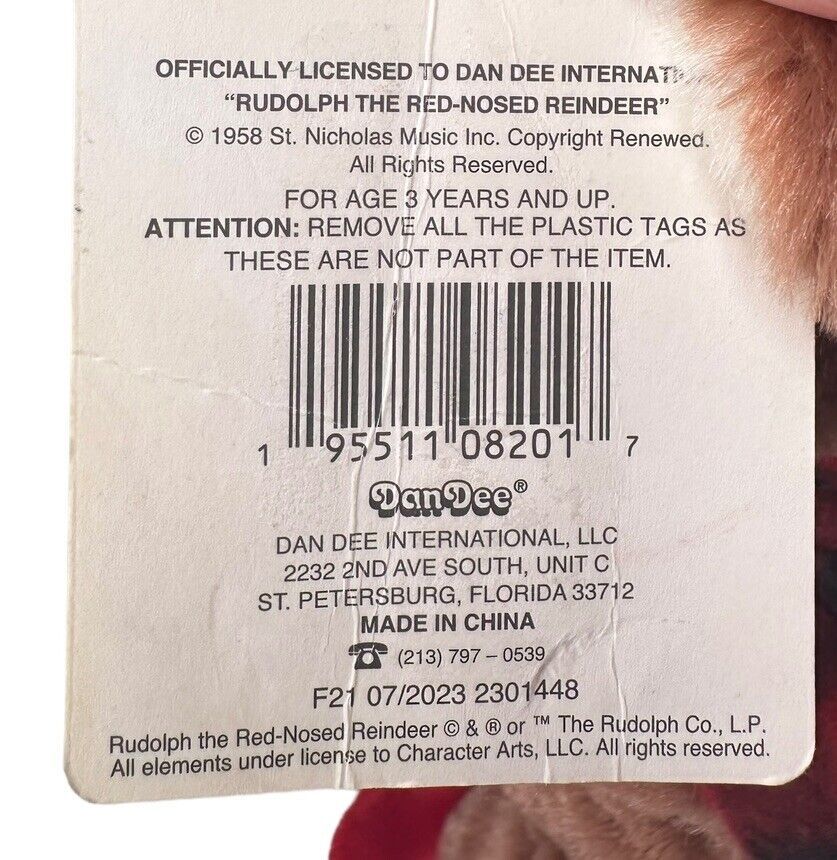 OFFICIALLY LICENSED TO DAN DEE
"RUDOLPH THE RED-NOSED REINDEER"
© 1958 St. Nicholas Music Inc. Copyright Renewed.
All Rights Reserved.
FOR AGE 3 YEARS AND UP.
ATTENTION: REMOVE ALL THE PLASTIC TAGS AS
THESE ARE NOT PART OF THE ITEM.
1 95511 08201 7
DanDee®
DAN DEE INTERNATIONAL, LLC
2232 2ND AVE SOUTH, UNIT C
ST. PETERSBURG, FLORIDA 33712
MADE IN CHINA
(213) 797 – 0539
F21 07/2023 2301448
Rudolph the Red-Nosed Reindeer © & ® or ™ The Rudolph Co., L.P.
All elements under license to Character Arts, LLC. All rights reserved.